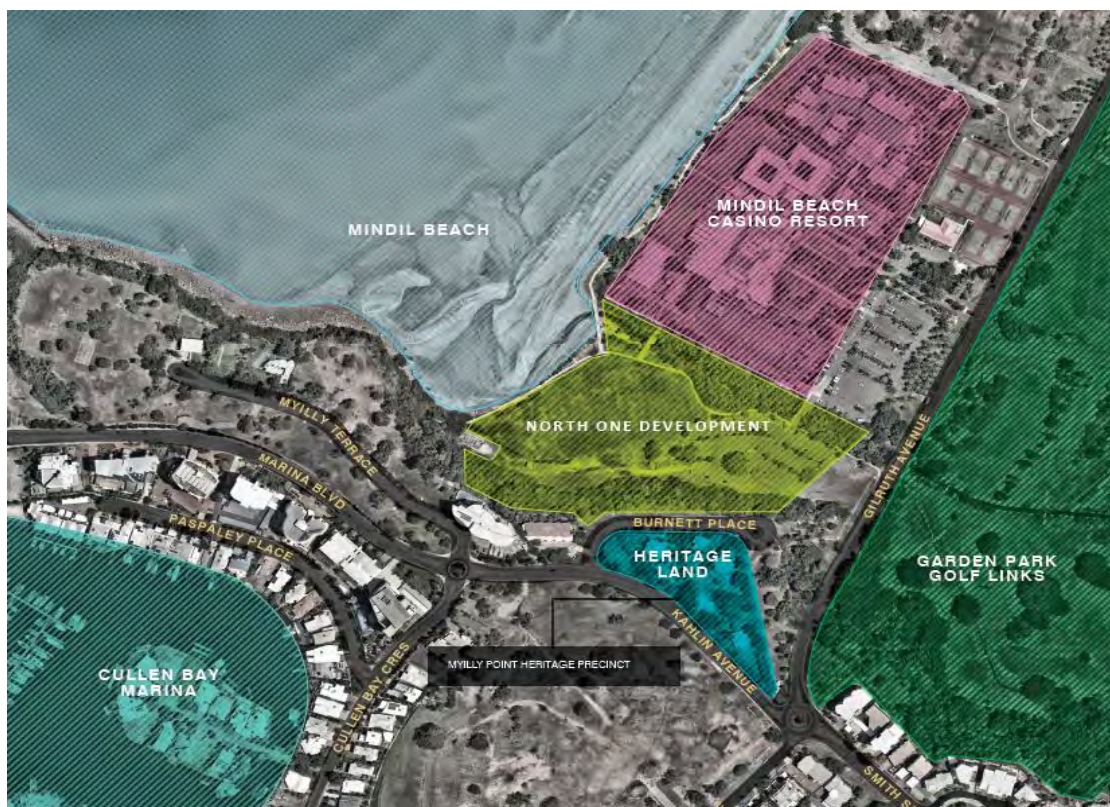 MINDIL BEACH
MINDIL BEACH
CASINO RESORT
NORTH ONE DEVELOPMENT
MYILLY TERRACE
MARINA BLVD
PASPALEY PLACE
BURNETT PLACE
GILRUTH AVENUE
HERITAGE
LAND
GARDEN PARK
GOLF LINKS
KAHLIN AVENUE
MYILLY POINT HERITAGE PRECINCT
CULLEN BAY
MARINA
CULLEN BAY CRES
SMITH